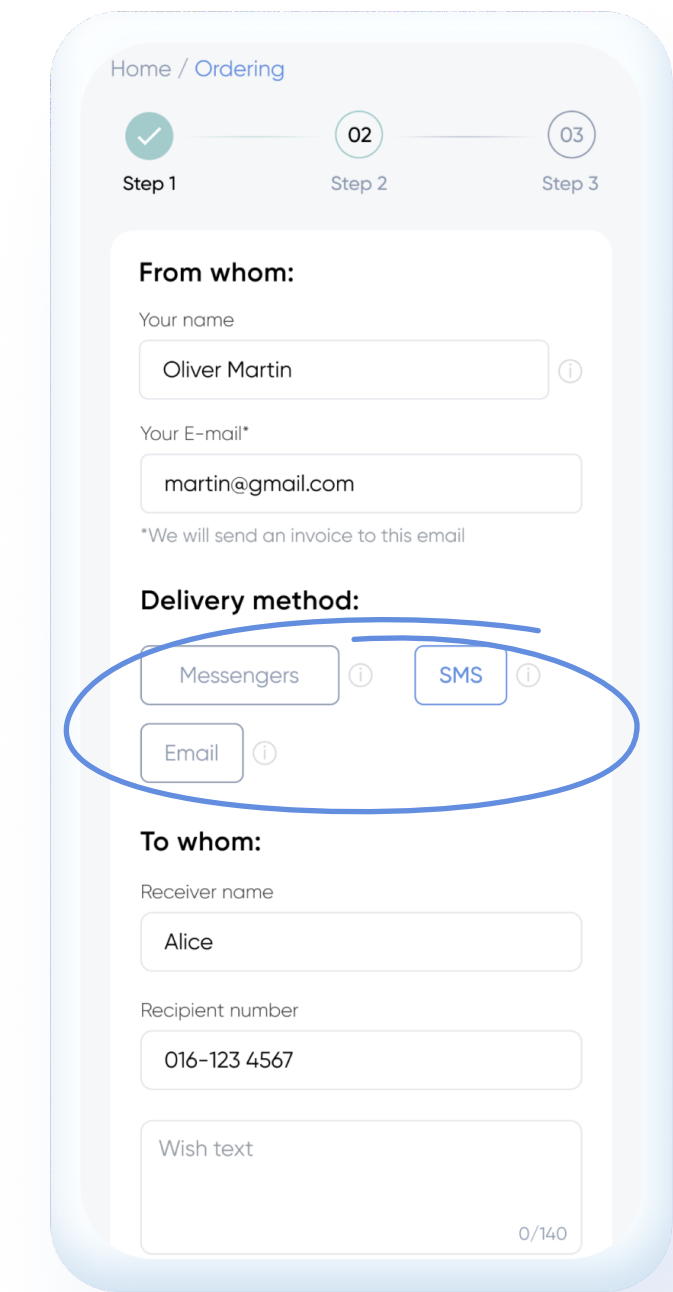 Home / Ordering
02
03
Step 1
Step 2
Step 3
From whom:
Your name
Oliver Martin
Your E-mail*
martin@gmail.com
*We will send an invoice to this email
Delivery method:
Messengers
SMS
Email
To whom:
Receiver name
Alice
Recipient number
016-123 4567
Wish text
0/140